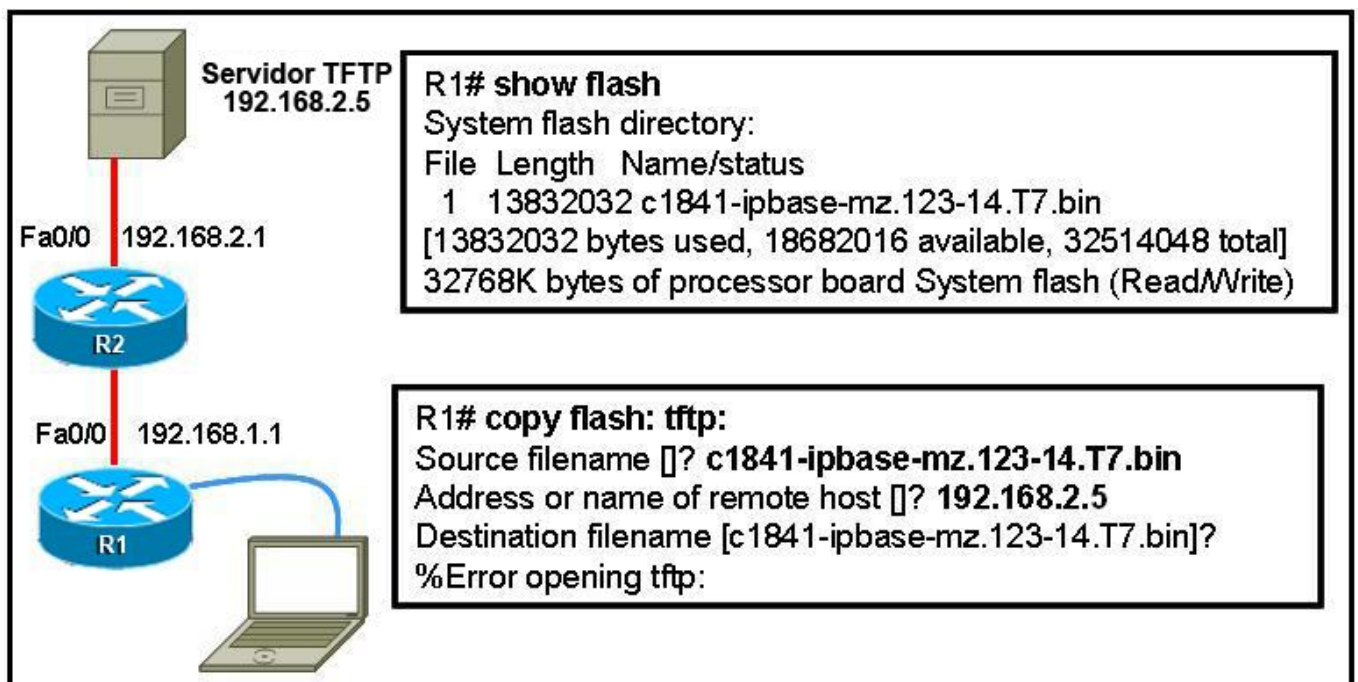 Servidor TFTP
192.168.2.5
Fa0/0 192.168.2.1
R2
Fa0/0 192.168.1.1
R1
R1# show flash
System flash directory:
File Length Name/status
1 13832032 c1841-ipbase-mz.123-14.T7.bin
[13832032 bytes used, 18682016 available, 32514048 total]
32768K bytes of processor board System flash (Read/Write)
R1# copy flash: tftp:
Source filename []? c1841-ipbase-mz.123-14.T7.bin
Address or name of remote host []? 192.168.2.5
Destination filename [c1841-ipbase-mz.123-14.T7.bin]?
%Error opening tftp: